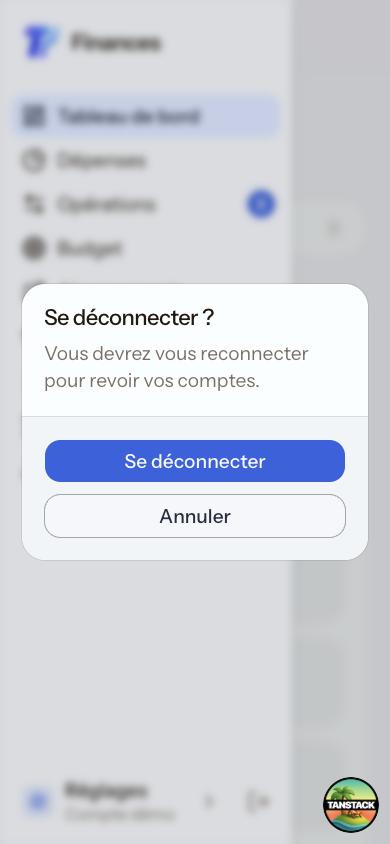 Finances
Tableau de bord
Dépenses
Opérations
Budget
Se déconnecter ?
Vous devrez vous reconnecter
pour revoir vos comptes.
Se déconnecter
Annuler
Réglages
Compte démo
TANSTACK